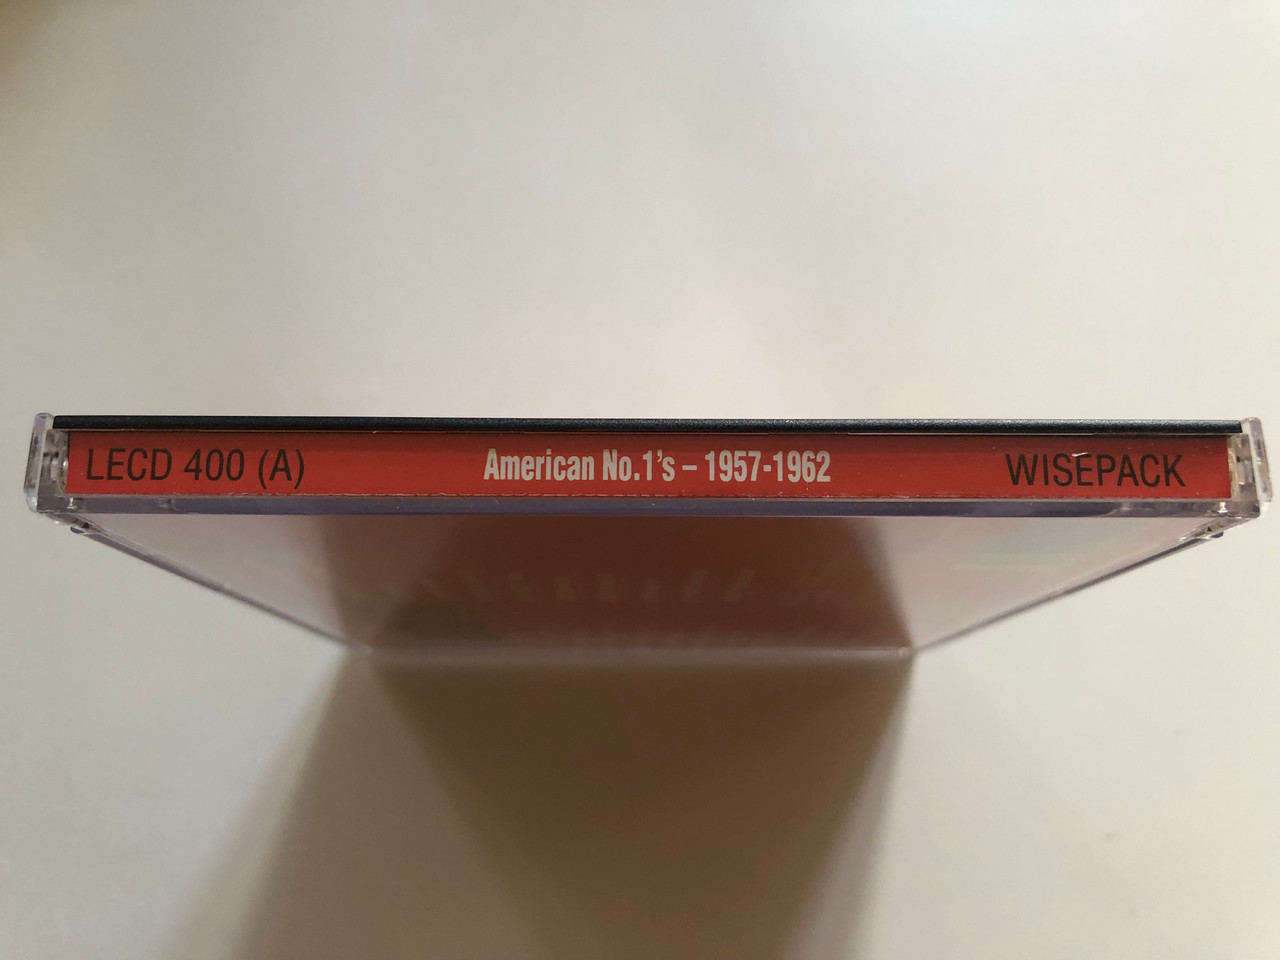 LECD 400 (A) American No.1's – 1957-1962 WISEPACK